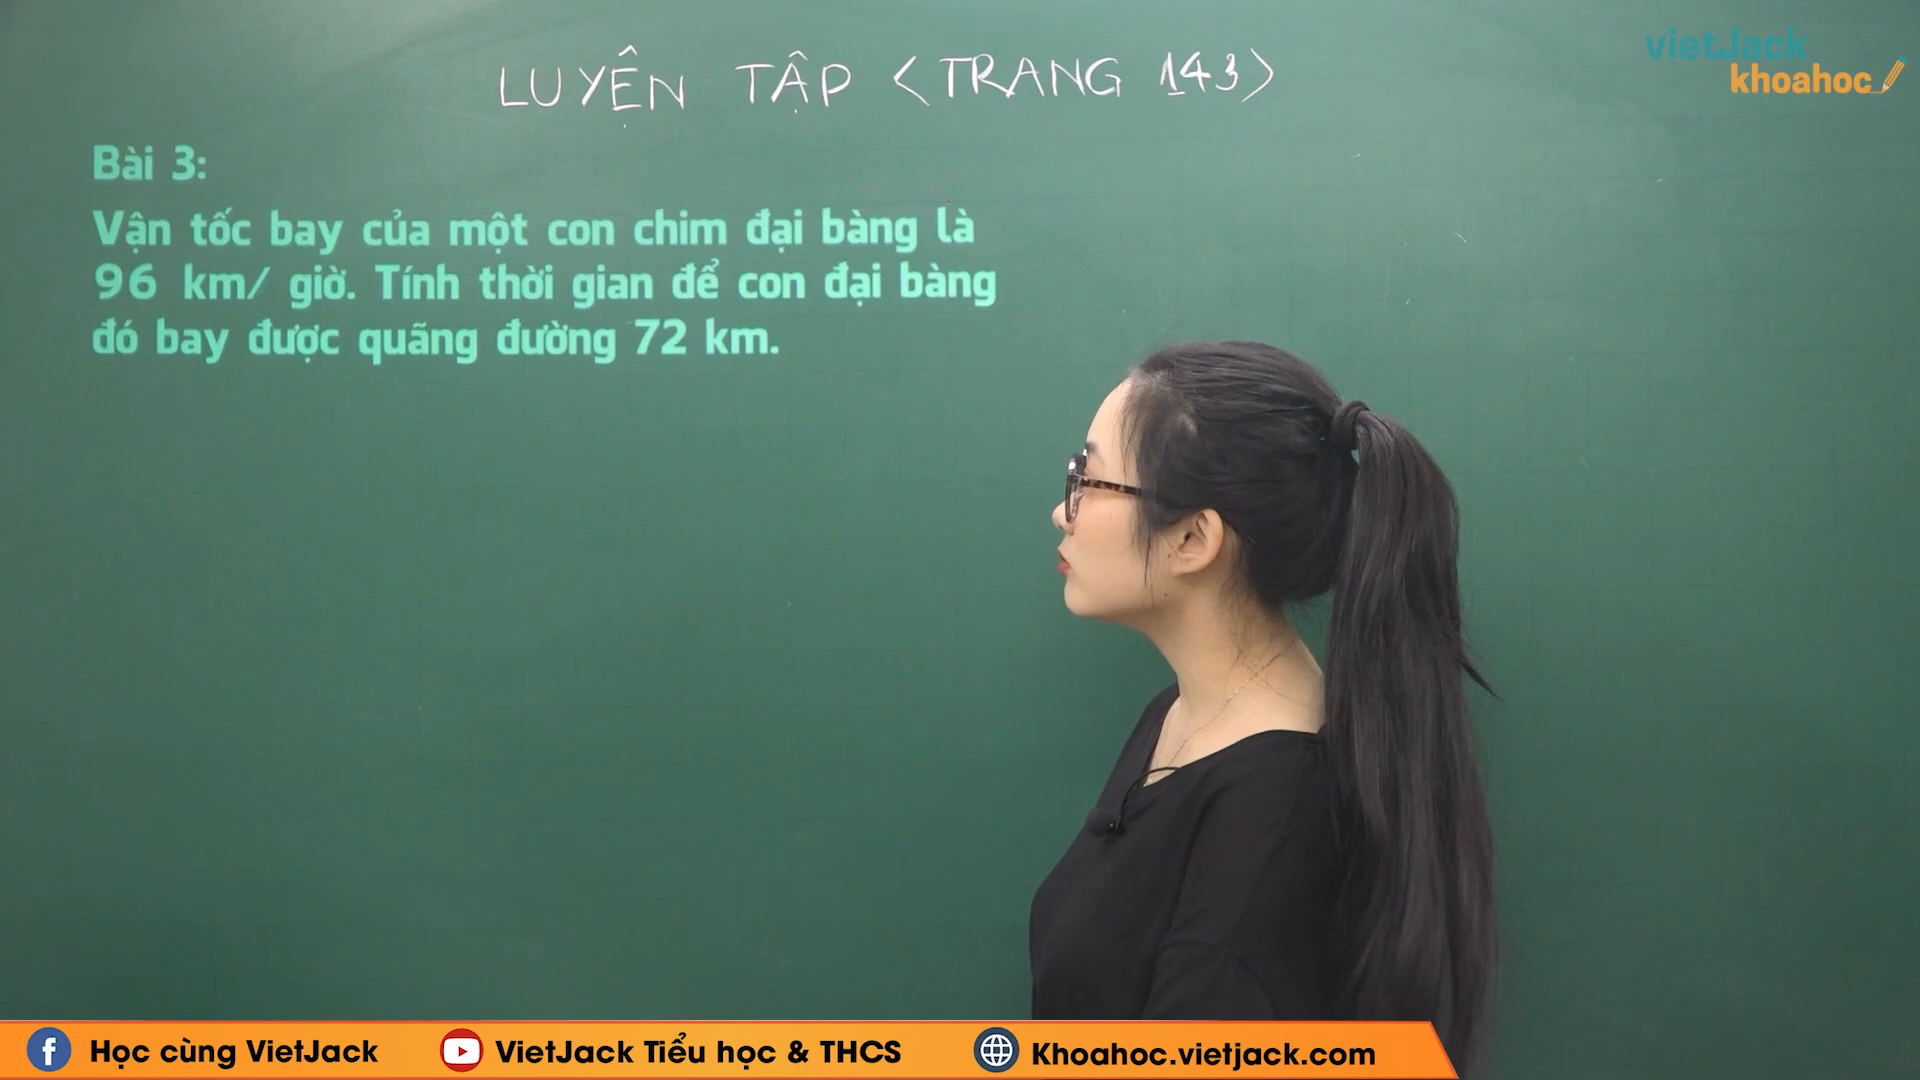 LUYỆN TẬP <TRANG 143>
vietJack
khoahoc
Bài 3:
Vận tốc bay của một con chim đại bàng là
96 km/ giờ. Tính thời gian để con đại bàng
đó bay được quãng đường 72 km.
Học cùng VietJack
VietJack Tiểu học & THCS
Khoahoc.vietjack.com